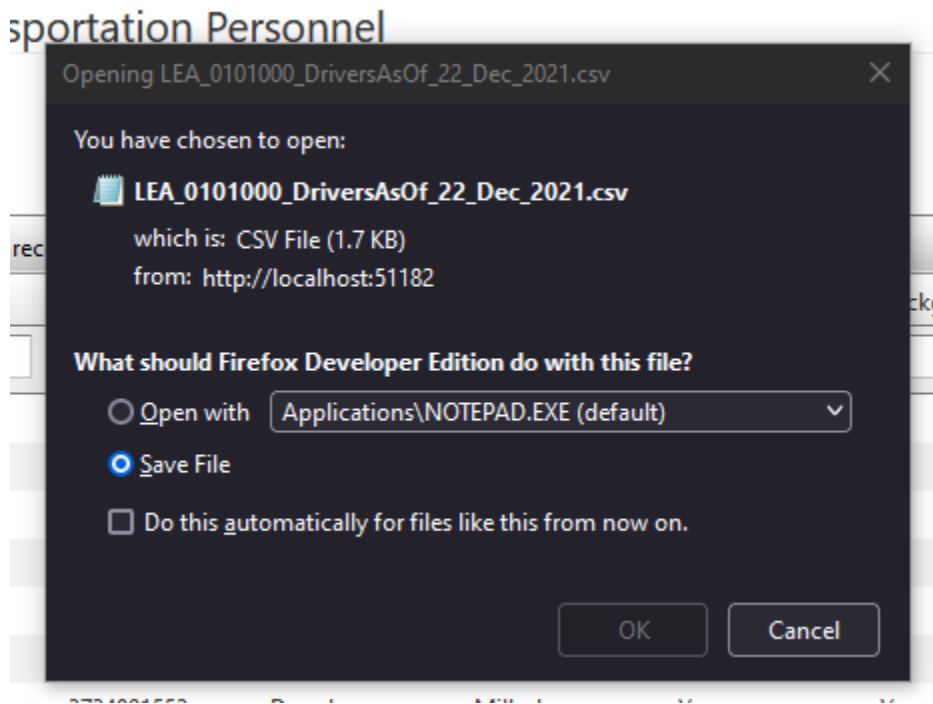 sportation Personnel
Opening LEA_0101000_DriversAsOf_22_Dec_2021.csv
You have chosen to open:
LEA_0101000_DriversAsOf_22_Dec_2021.csv
which is: CSV File (1.7 KB)
from: http://localhost:51182
rec
What should Firefox Developer Edition do with this file?
Open with Applications\NOTEPAD.EXE (default)
Save File
Do this automatically for files like this from now on.
OK Cancel